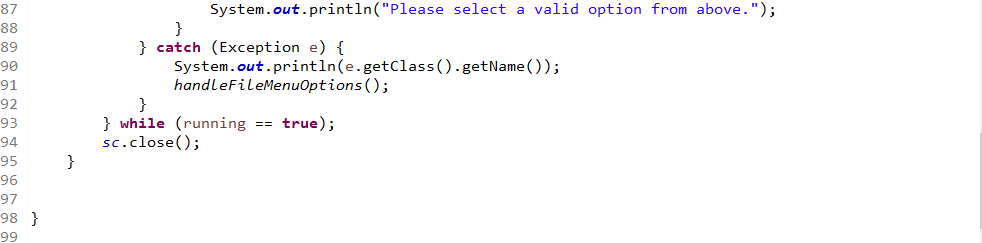 87                     System.out.println("Please select a valid option from above.");
88                 }
89             } catch (Exception e) {
90                 System.out.println(e.getClass().getName());
91                 handleFileMenuOptions();
92             }
93         } while (running == true);
94         sc.close();
95     }
96
97
98 }
99